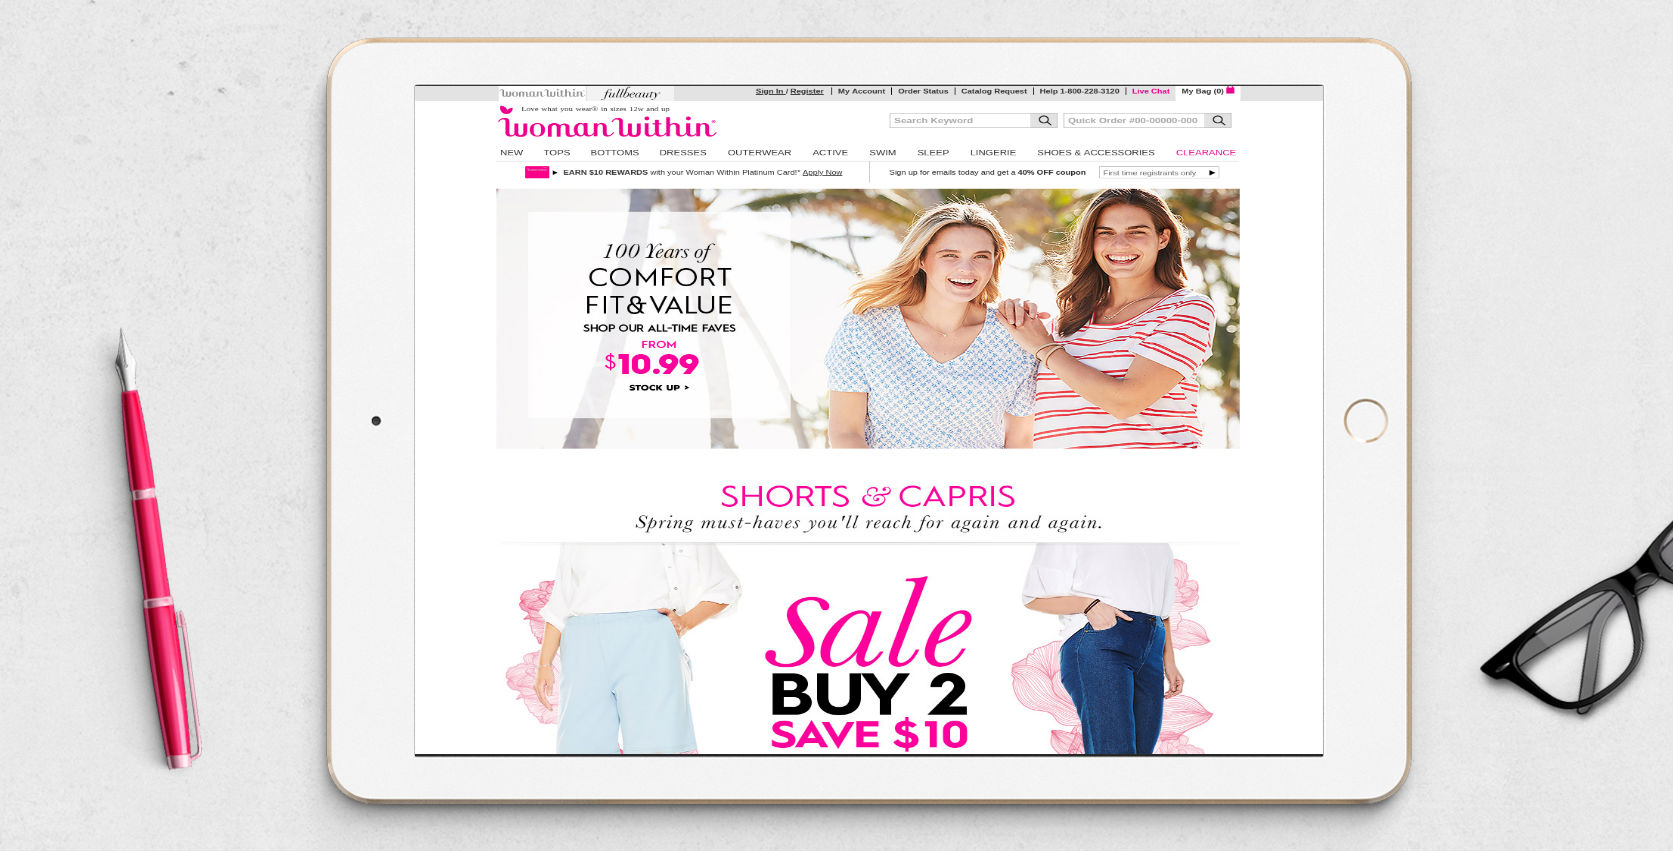 woman within fullbeauty Sign In / Register | My Account | Order Status | Catalog Request | Help 1-800-228-3120 | Live Chat My Bag (0)
Love what you wear® in sizes 12w and up
woman within® Search Keyword Quick Order #00-00000-000
NEW TOPS BOTTOMS DRESSES OUTERWEAR ACTIVE SWIM SLEEP LINGERIE SHOES & ACCESSORIES CLEARANCE
EARN $10 REWARDS with your Woman Within Platinum Card!* Apply Now Sign up for emails today and get a 40% OFF coupon First time registrants only
100 Years of
COMFORT
FIT&VALUE
SHOP OUR ALL-TIME FAVES
FROM
$10.99
STOCK UP >
SHORTS & CAPRIS
Spring must-haves you'll reach for again and again.
Sale
BUY 2
SAVE $10